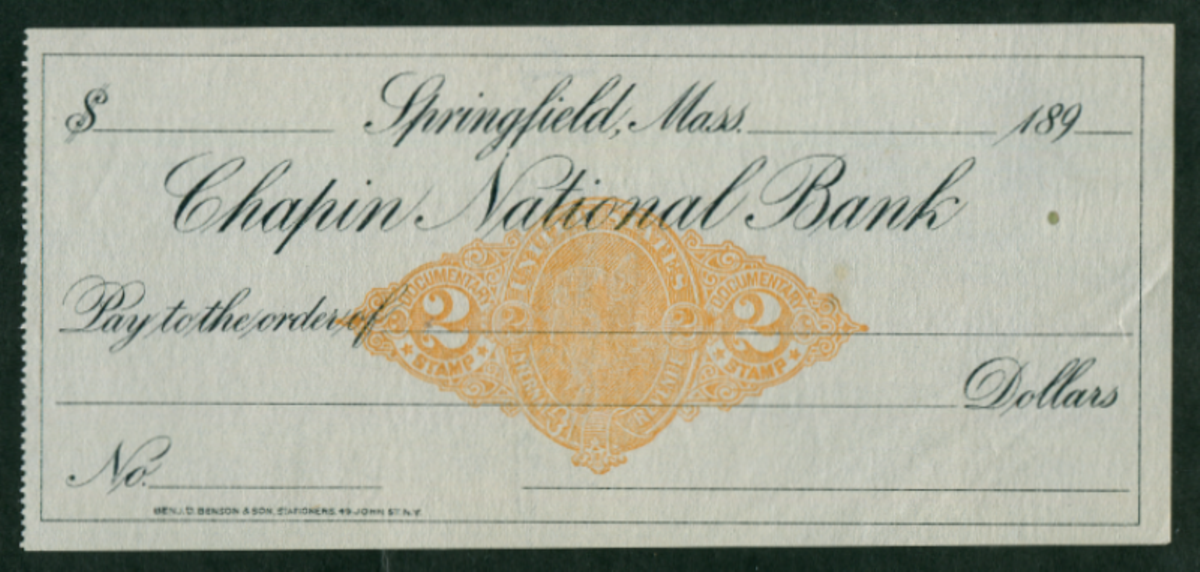 $ Springfield, Mass. 189
Chapin National Bank
UNITED STATES
DOCUMENTARY DOCUMENTARY
2 2 2 2
Pay to the order of
STAMP STAMP
INTERNAL REVENUE
Dollars
No.
BENJ. D. BENSON & SON, STATIONERS, 49 JOHN ST. N.Y.